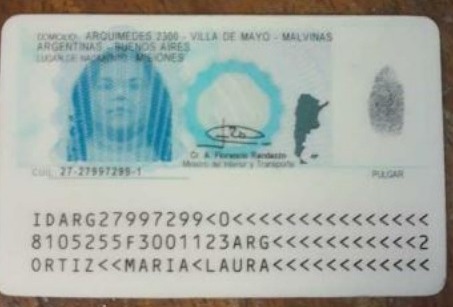 DOMICILIO: ARQUIMEDES 2300 - VILLA DE MAYO - MALVINAS
ARGENTINAS - BUENOS AIRES
LUGAR DE NACIMIENTO: MISIONES
Cr. A. Florencio Randazzo
Ministro del Interior y Transporte
CUIL: 27-27997299-1
PULGAR
IDARG27997299<0<<<<<<<<<<<<<<<
8105255F3001123ARG<<<<<<<<<<<2
ORTIZ<<MARIA<LAURA<<<<<<<<<<<<